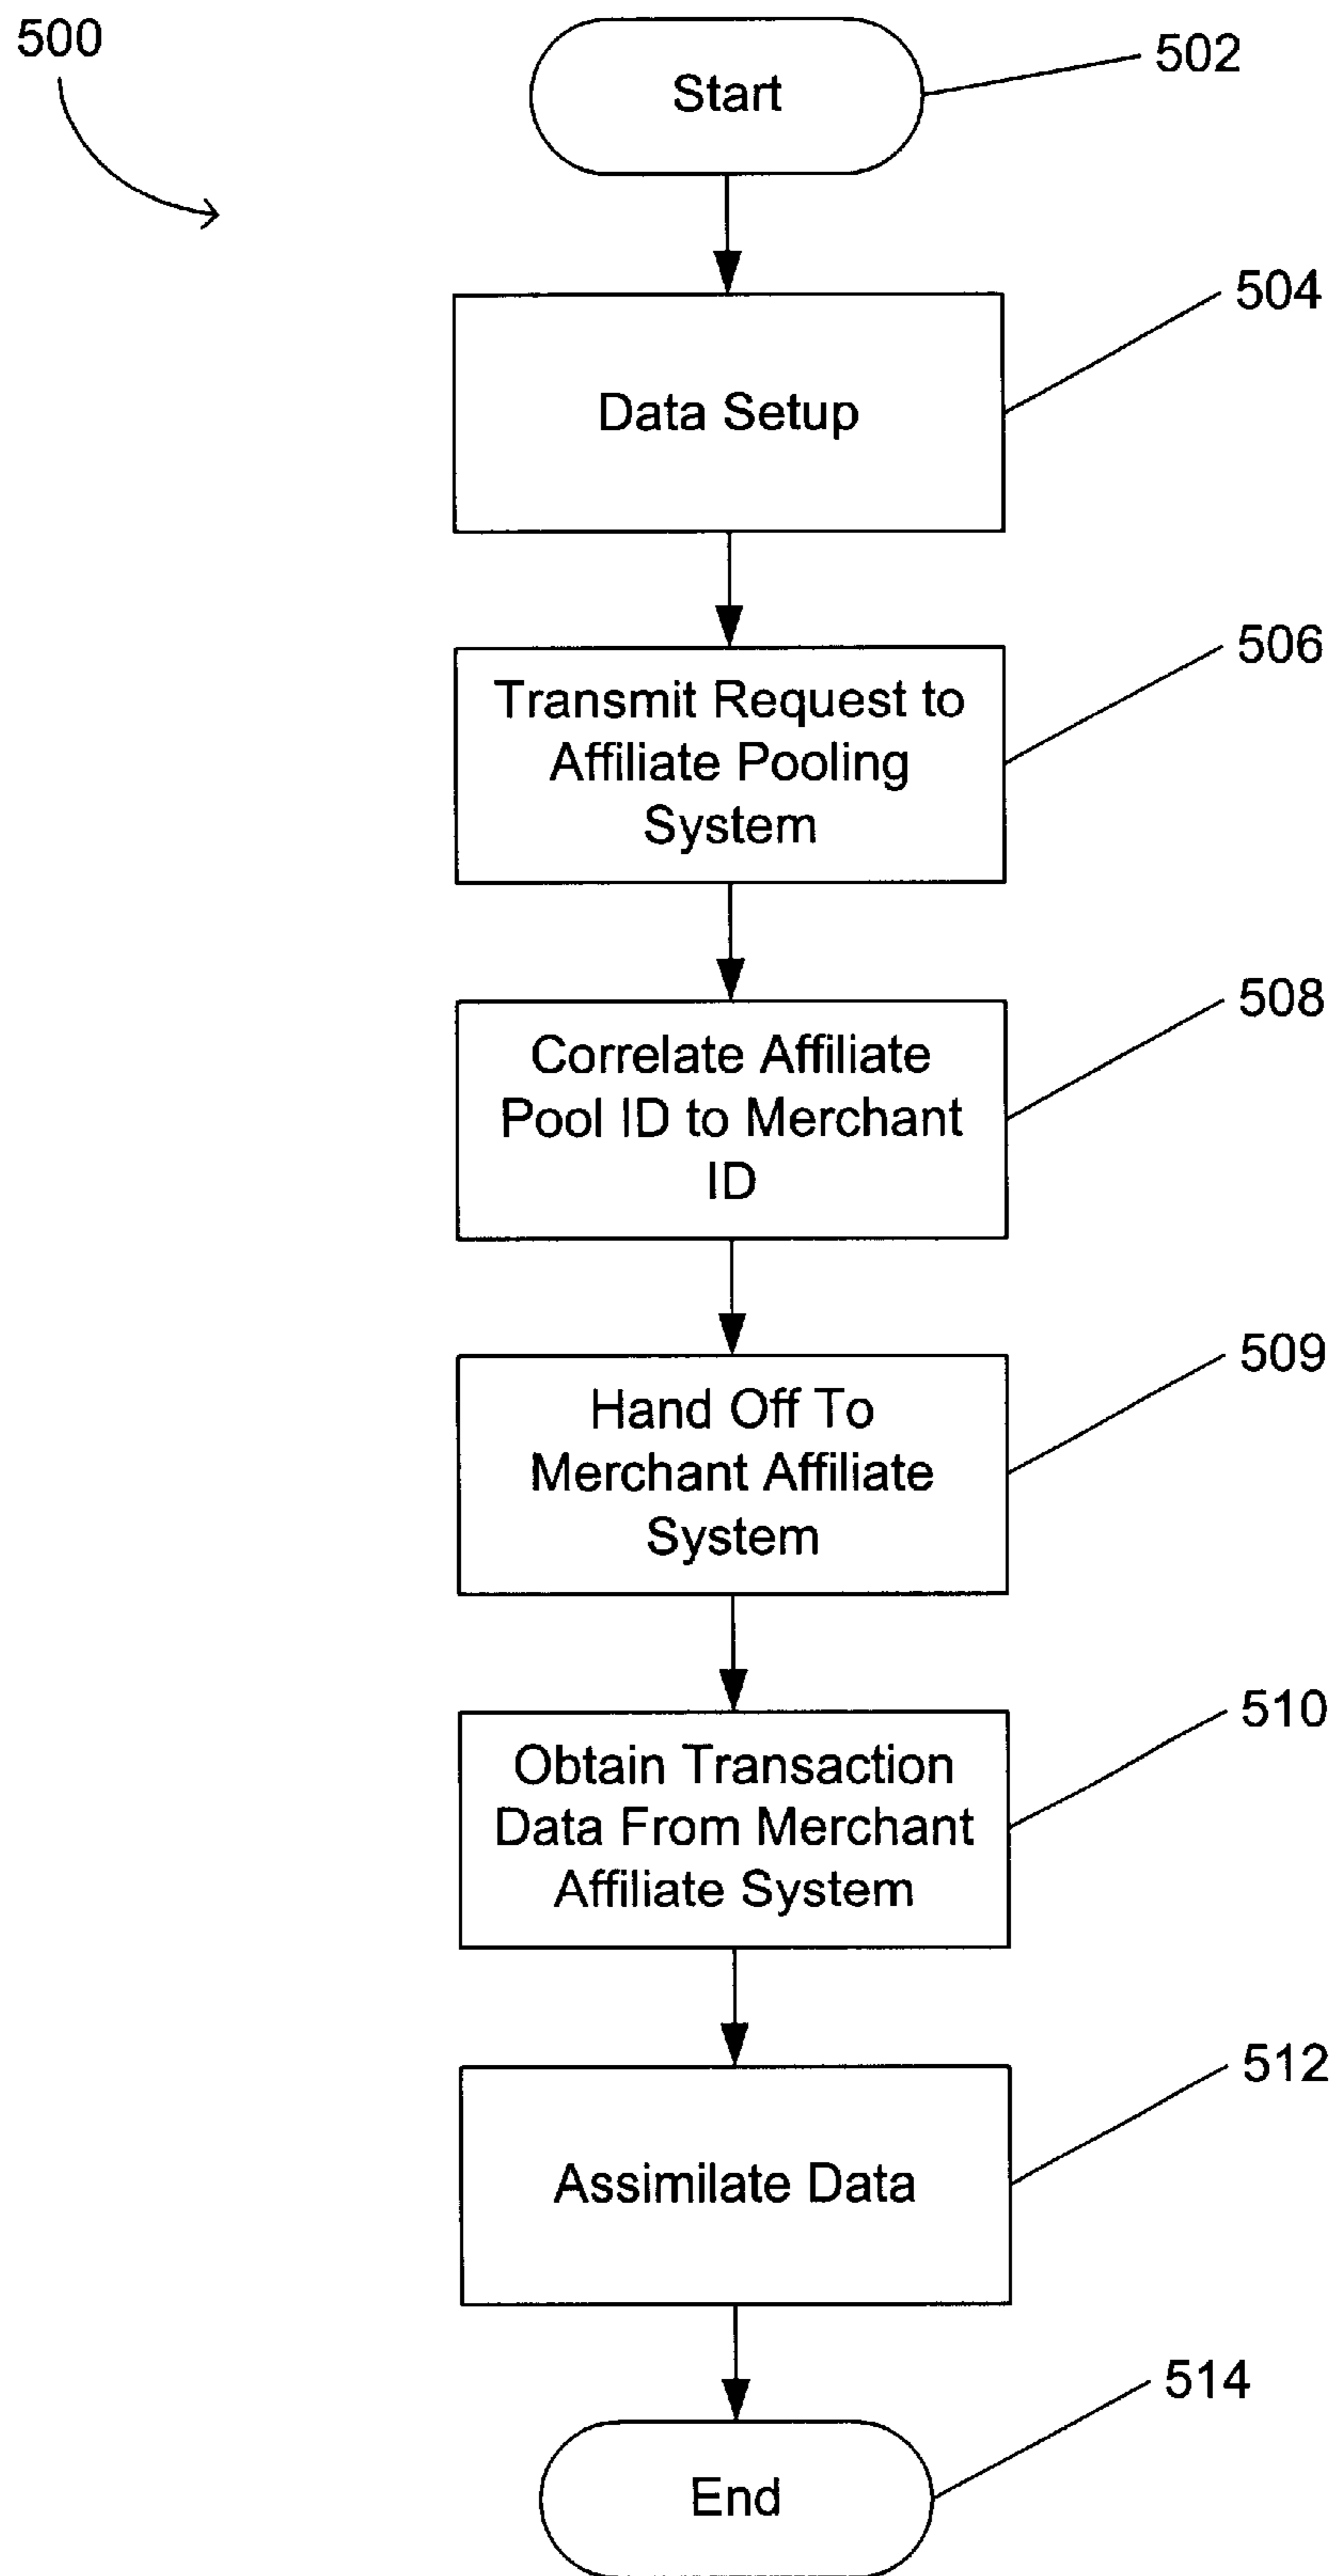 500
Start
502
Data Setup
504
Transmit Request to
Affiliate Pooling
System
506
Correlate Affiliate
Pool ID to Merchant
ID
508
Hand Off To
Merchant Affiliate
System
509
Obtain Transaction
Data From Merchant
Affiliate System
510
Assimilate Data
512
End
514